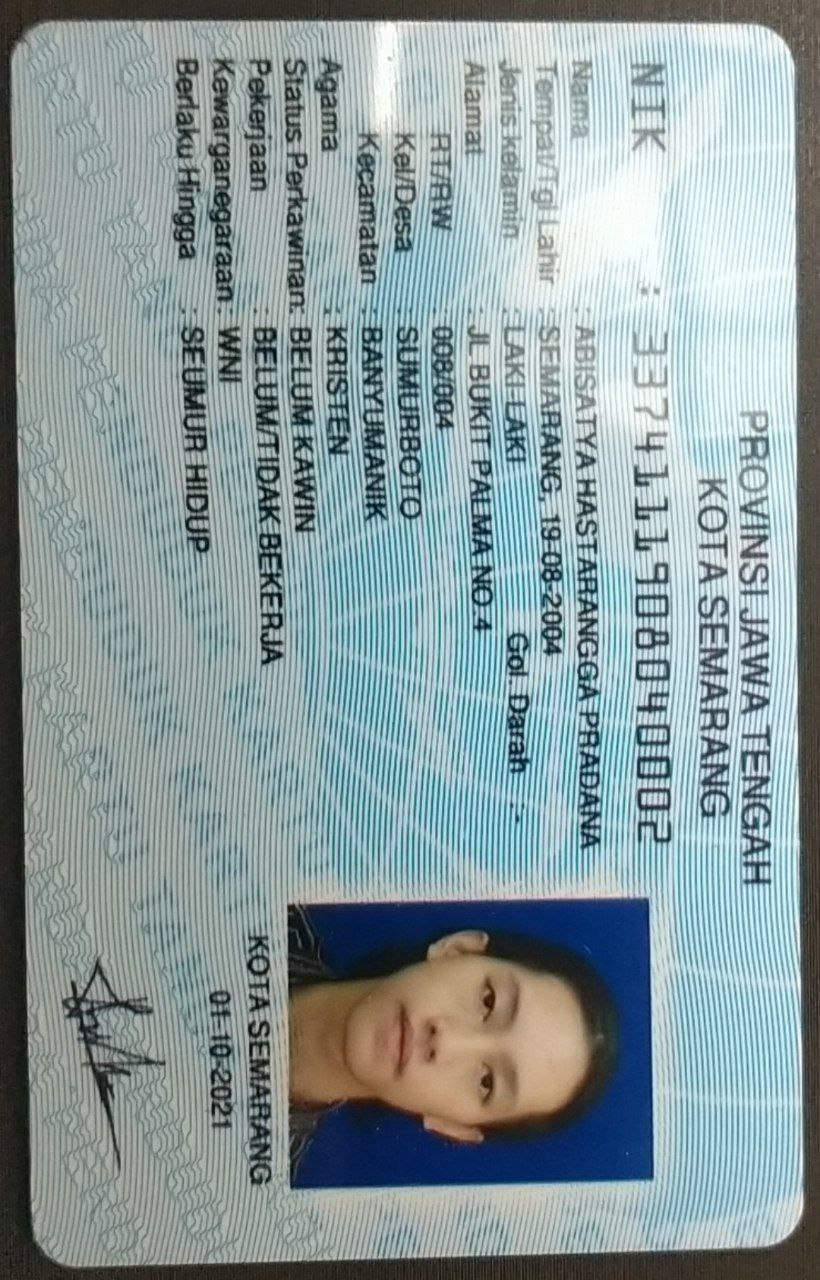 PROVINSI JAWA TENGAH
KOTA SEMARANG
NIK : 3374111908040002
Nama : ABISATYA HASTARANGGA PRADANA
Tempat/Tgl Lahir : SEMARANG, 19-08-2004
Jenis kelamin : LAKI-LAKI Gol. Darah :-
Alamat : JL BUKIT PALMA NO.4
RT/RW : 008/004
Kel/Desa : SUMURBOTO
Kecamatan : BANYUMANIK
Agama : KRISTEN
Status Perkawinan: BELUM KAWIN
Pekerjaan : BELUM/TIDAK BEKERJA
Kewarganegaraan: WNI
Berlaku Hingga : SEUMUR HIDUP
KOTA SEMARANG
01-10-2021